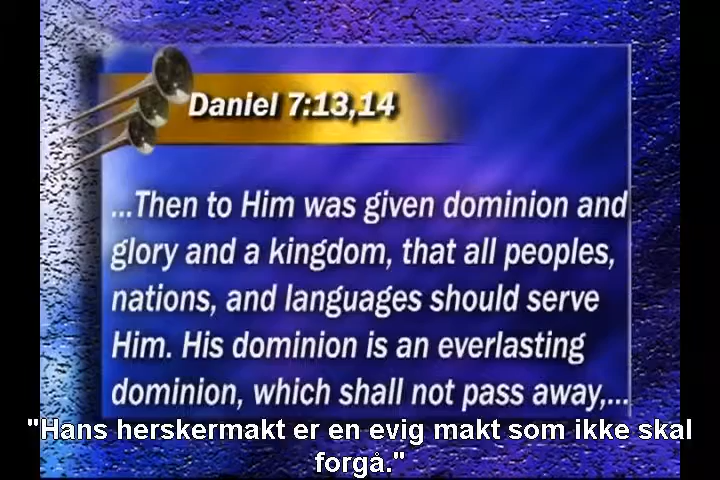 Daniel 7:13,14
...Then to Him was given dominion and
glory and a kingdom, that all peoples,
nations, and languages should serve
Him. His dominion is an everlasting
dominion, which shall not pass away,...
"Hans herskermakt er en evig makt som ikke skal
forgå."